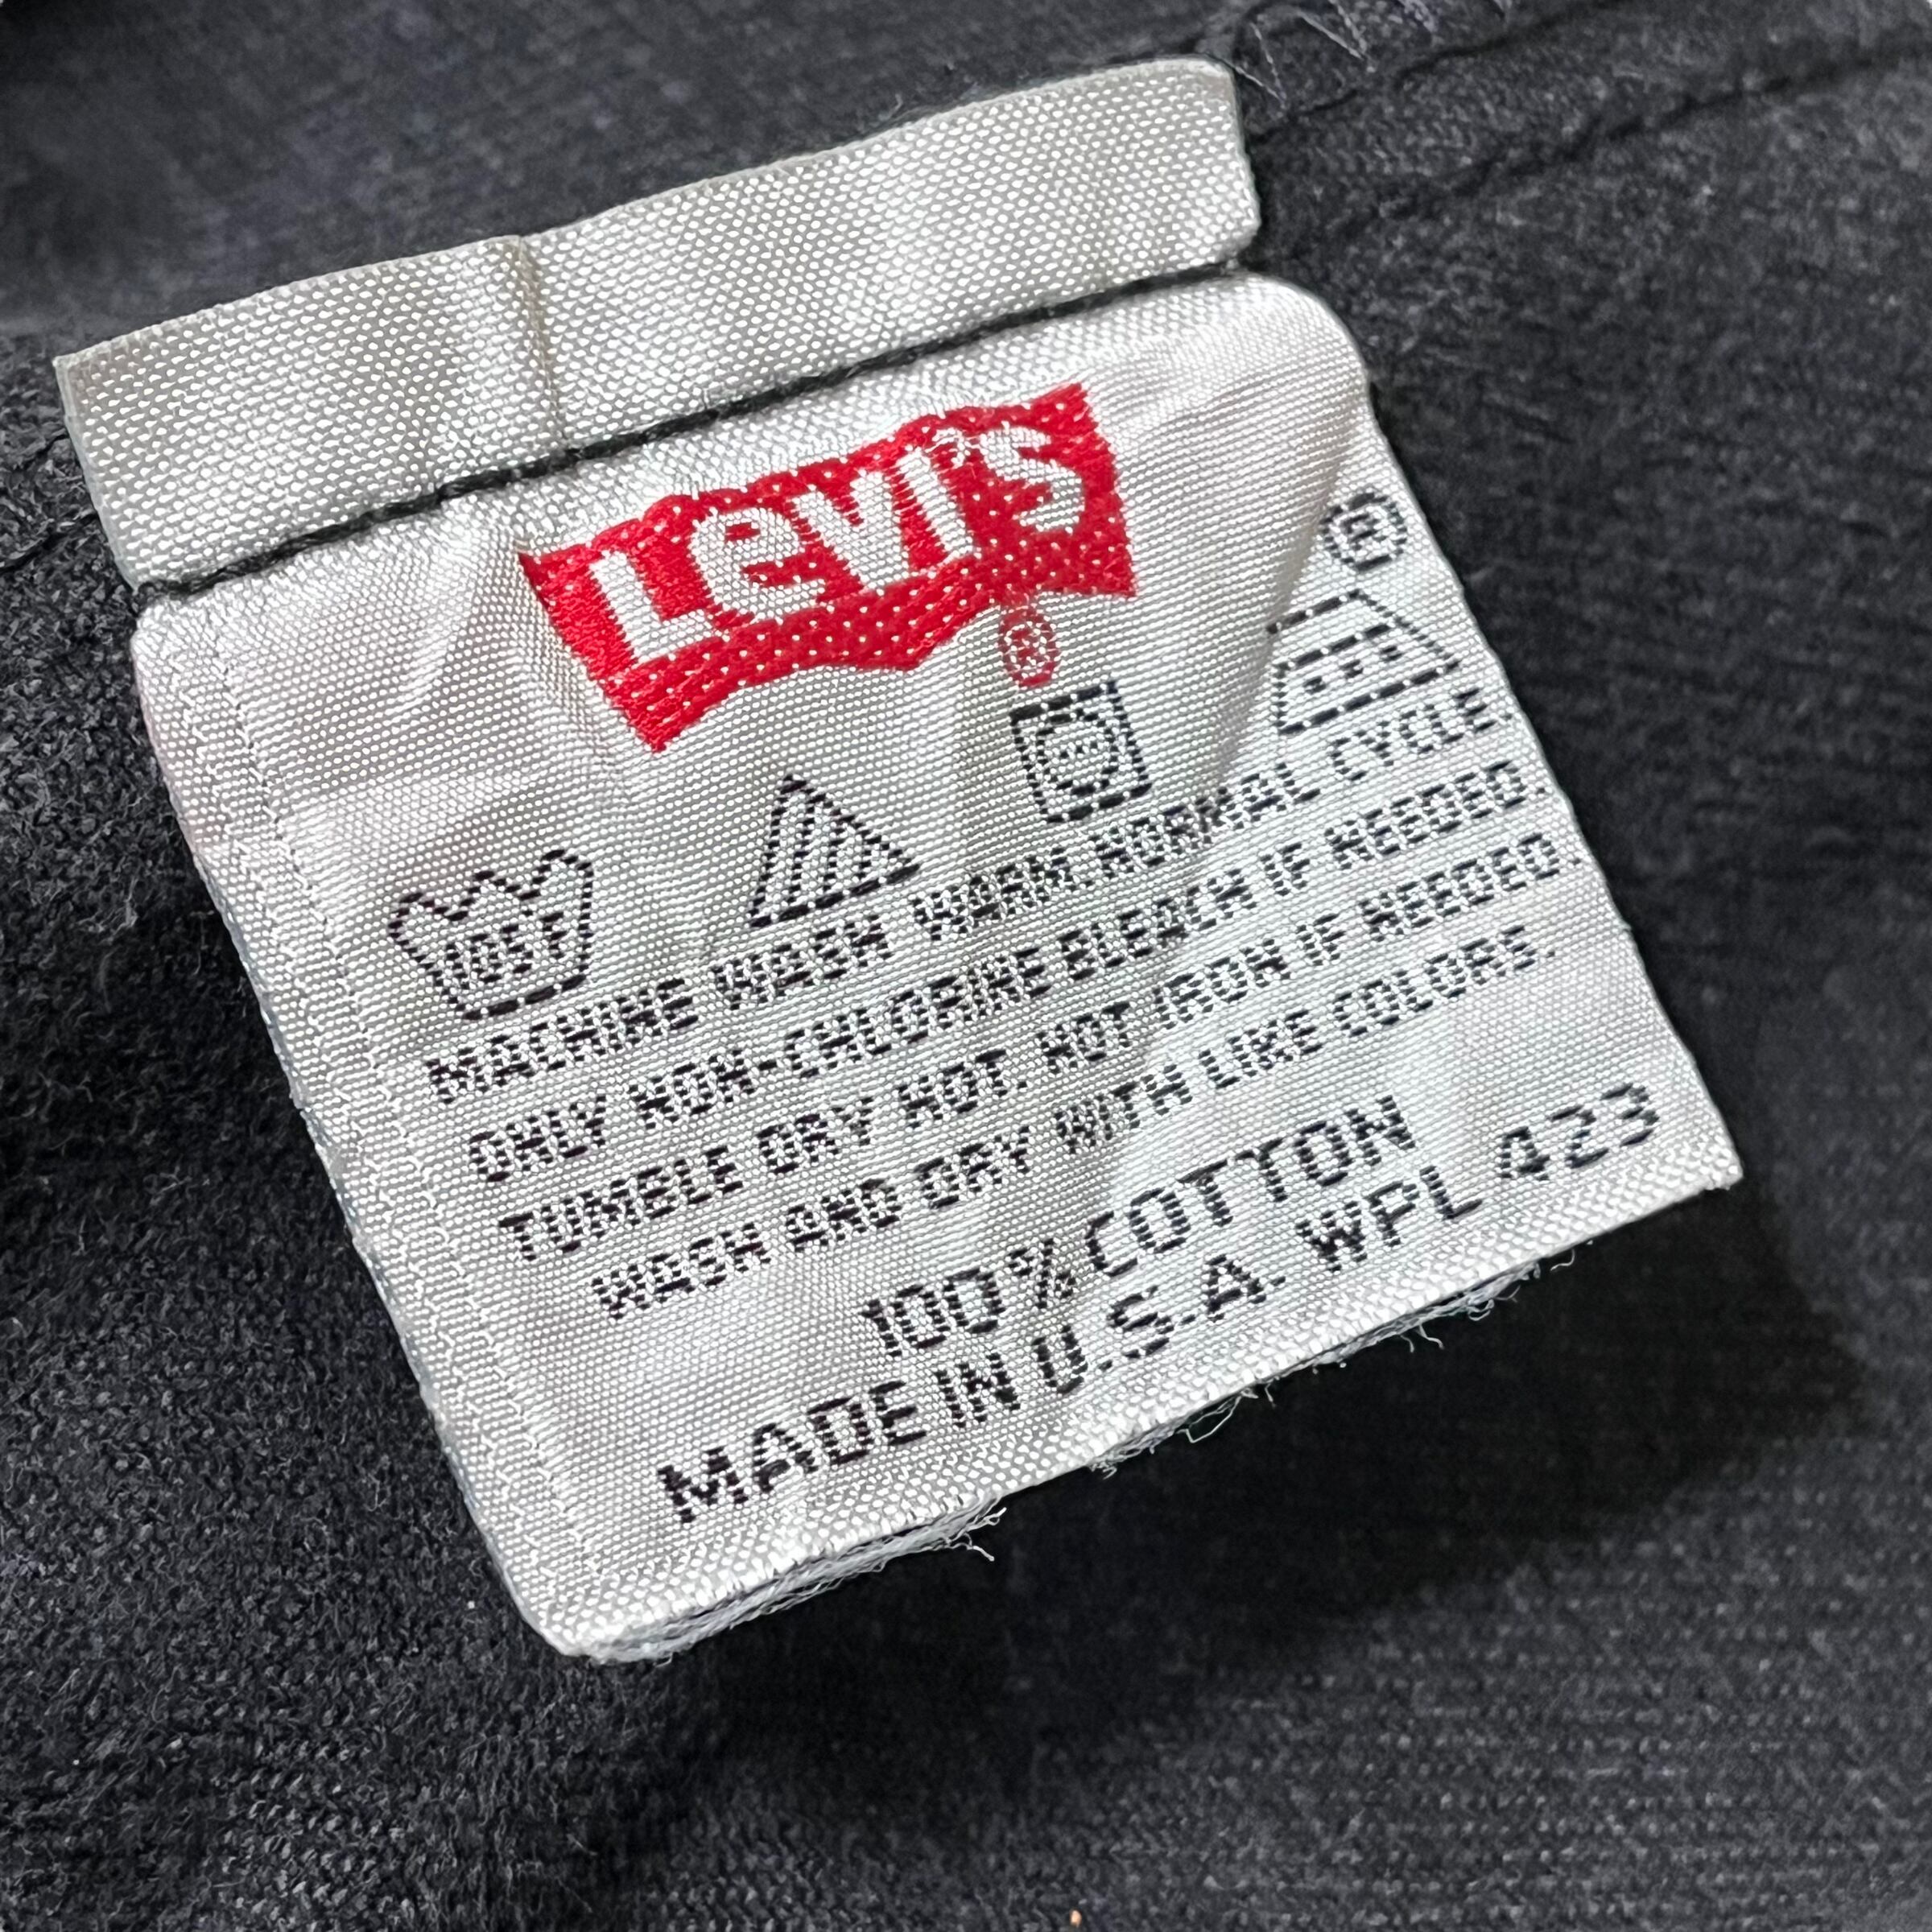 Levi's
®
®
105°F
MACHINE WASH WARM. NORMAL CYCLE.
ONLY NON-CHLORINE BLEACH IF NEEDED.
TUMBLE DRY HOT. HOT IRON IF NEEDED.
WASH AND DRY WITH LIKE COLORS.
100% COTTON
MADE IN U.S.A. WPL 423